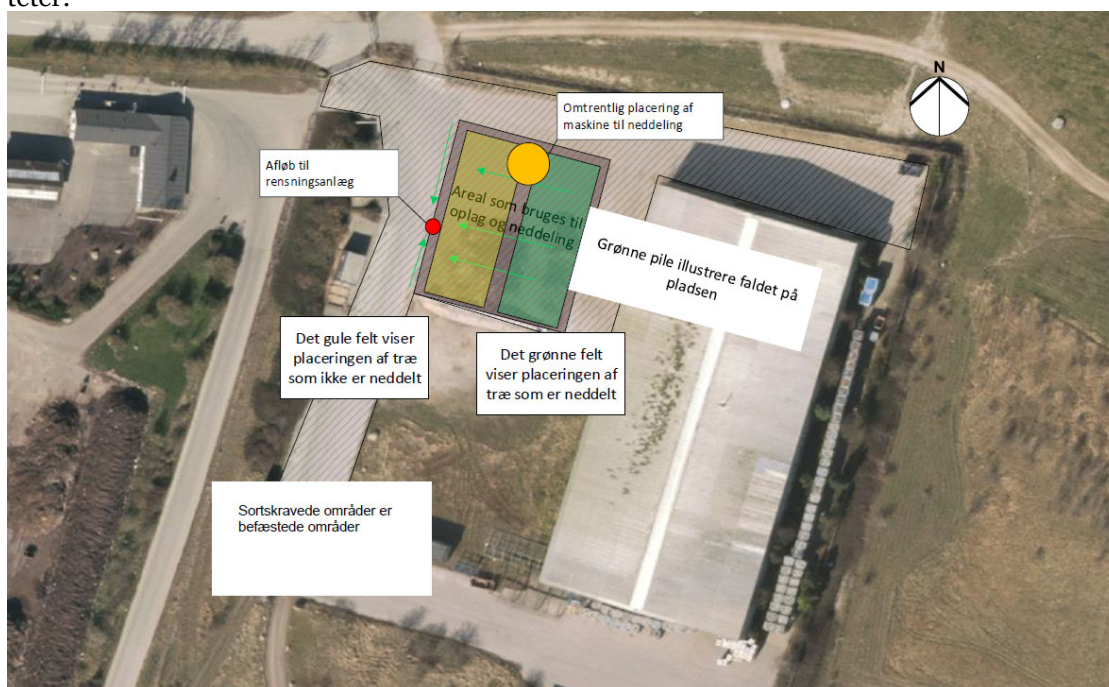 teter.
N
Omtrentlig placering af
maskine til neddeling
Afløb til
rensningsanlæg
Areal som bruges til
oplag og neddeling
Grønne pile illustrere faldet på
pladsen
Det gule felt viser
placeringen af træ
som ikke er neddelt
Det grønne felt
viser placeringen af
træ som er neddelt
Sortskravede områder er
befæstede områder